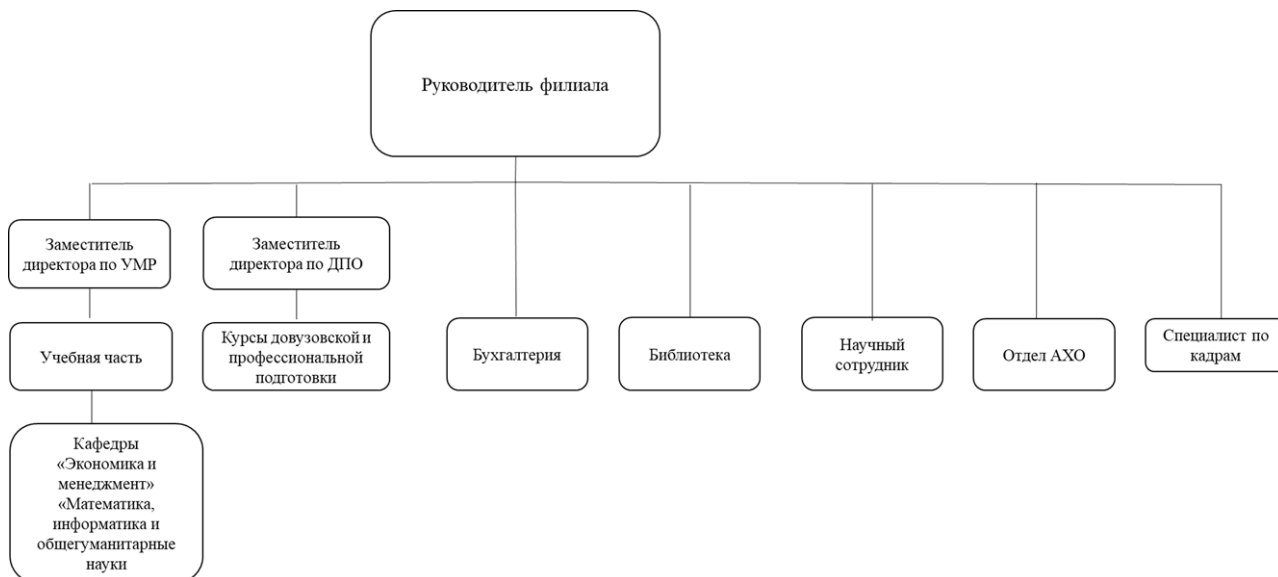 Руководитель филиала
Заместитель
директора по УМР
Заместитель
директора по ДПО
Учебная часть
Курсы довузовской и
профессиональной
подготовки
Бухгалтерия
Библиотека
Научный
сотрудник
Отдел АХО
Специалист по
кадрам
Кафедры
«Экономика и
менеджмент»
«Математика,
информатика и
общегуманитарные
науки